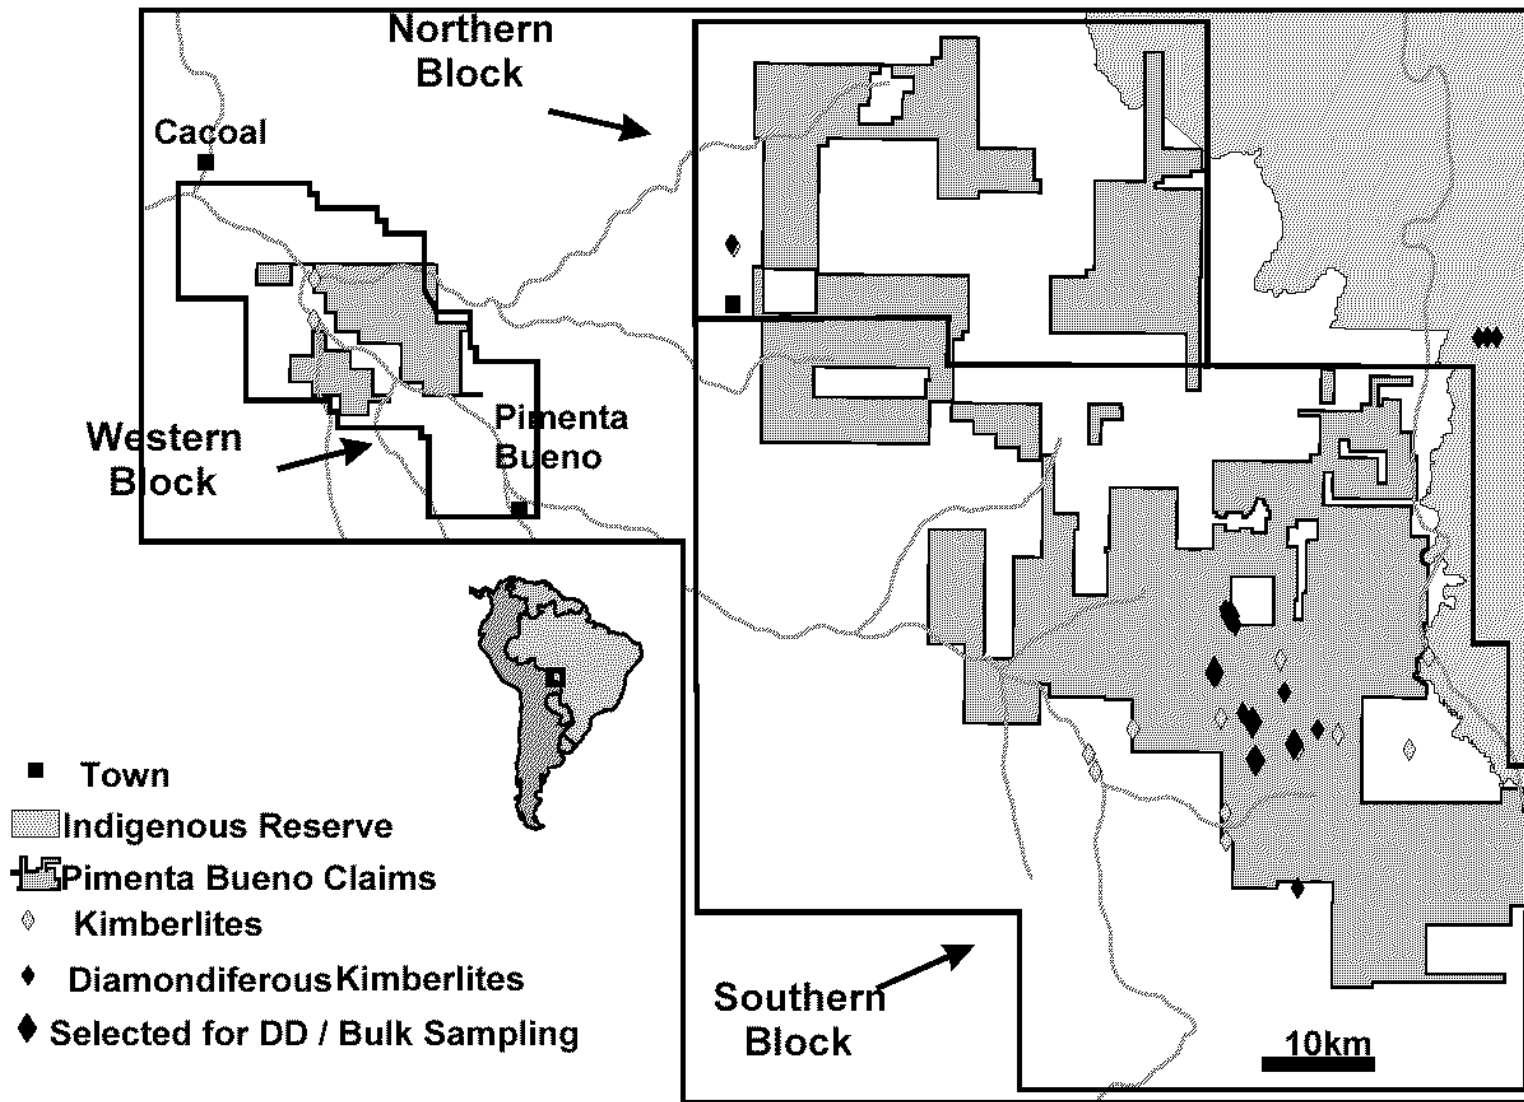 Northern
Block
Cacoal
Western
Block
Pimenta
Bueno
Town
Indigenous Reserve
Pimenta Bueno Claims
Kimberlites
Diamondiferous Kimberlites
Selected for DD / Bulk Sampling
Southern
Block
10km